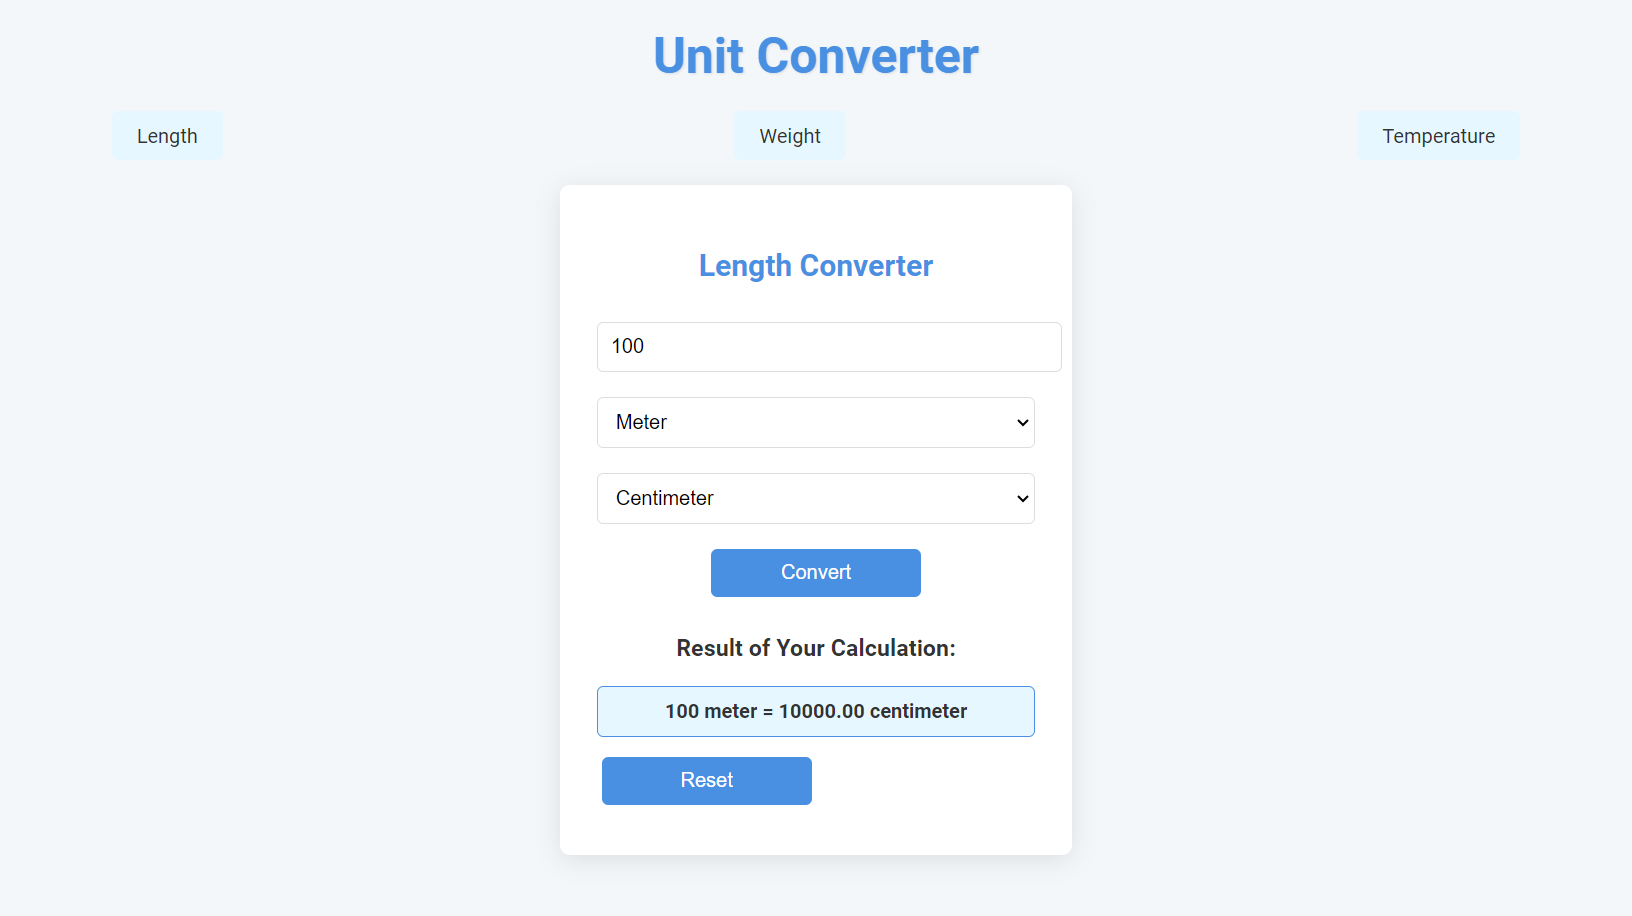 Unit Converter
Length Weight Temperature
Length Converter
100
Meter
Centimeter
Convert
Result of Your Calculation:
100 meter = 10000.00 centimeter
Reset